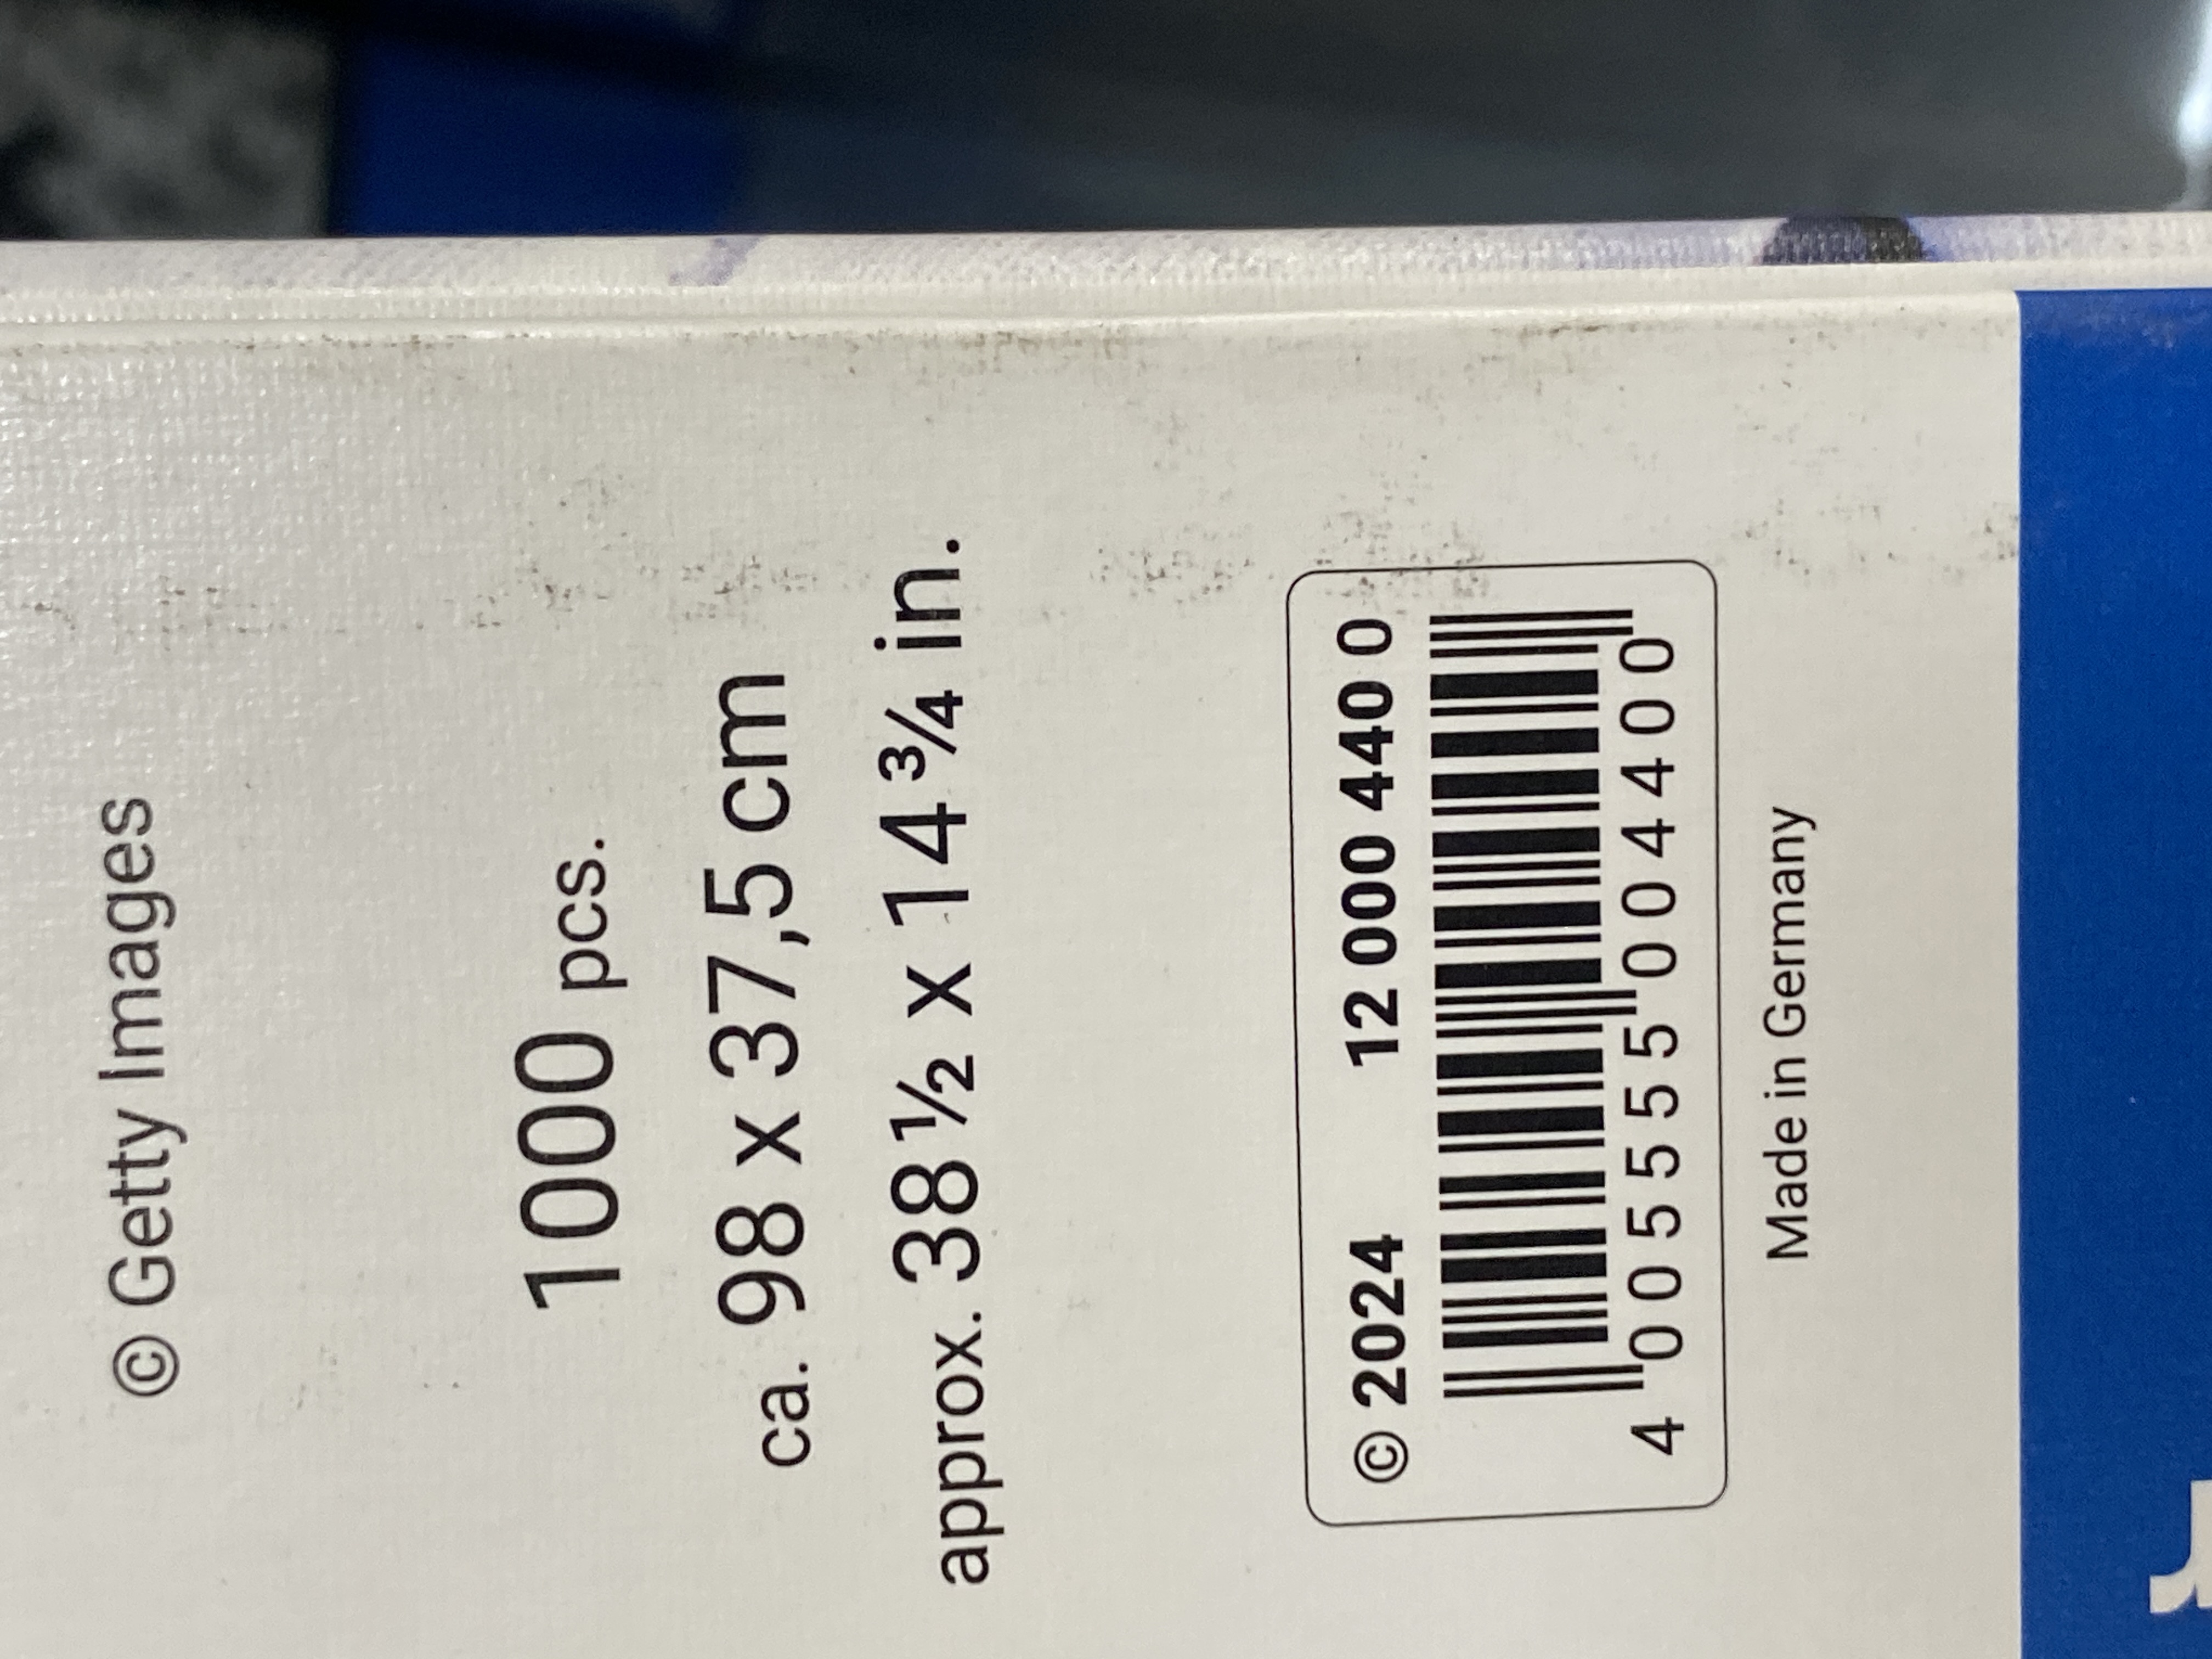 © Getty Images
1000 pcs.
ca. 98 x 37,5 cm
approx. 38 ½ x 14 ¾ in.
© 2024 12 000 440 0
4 005555 004400
Made in Germany